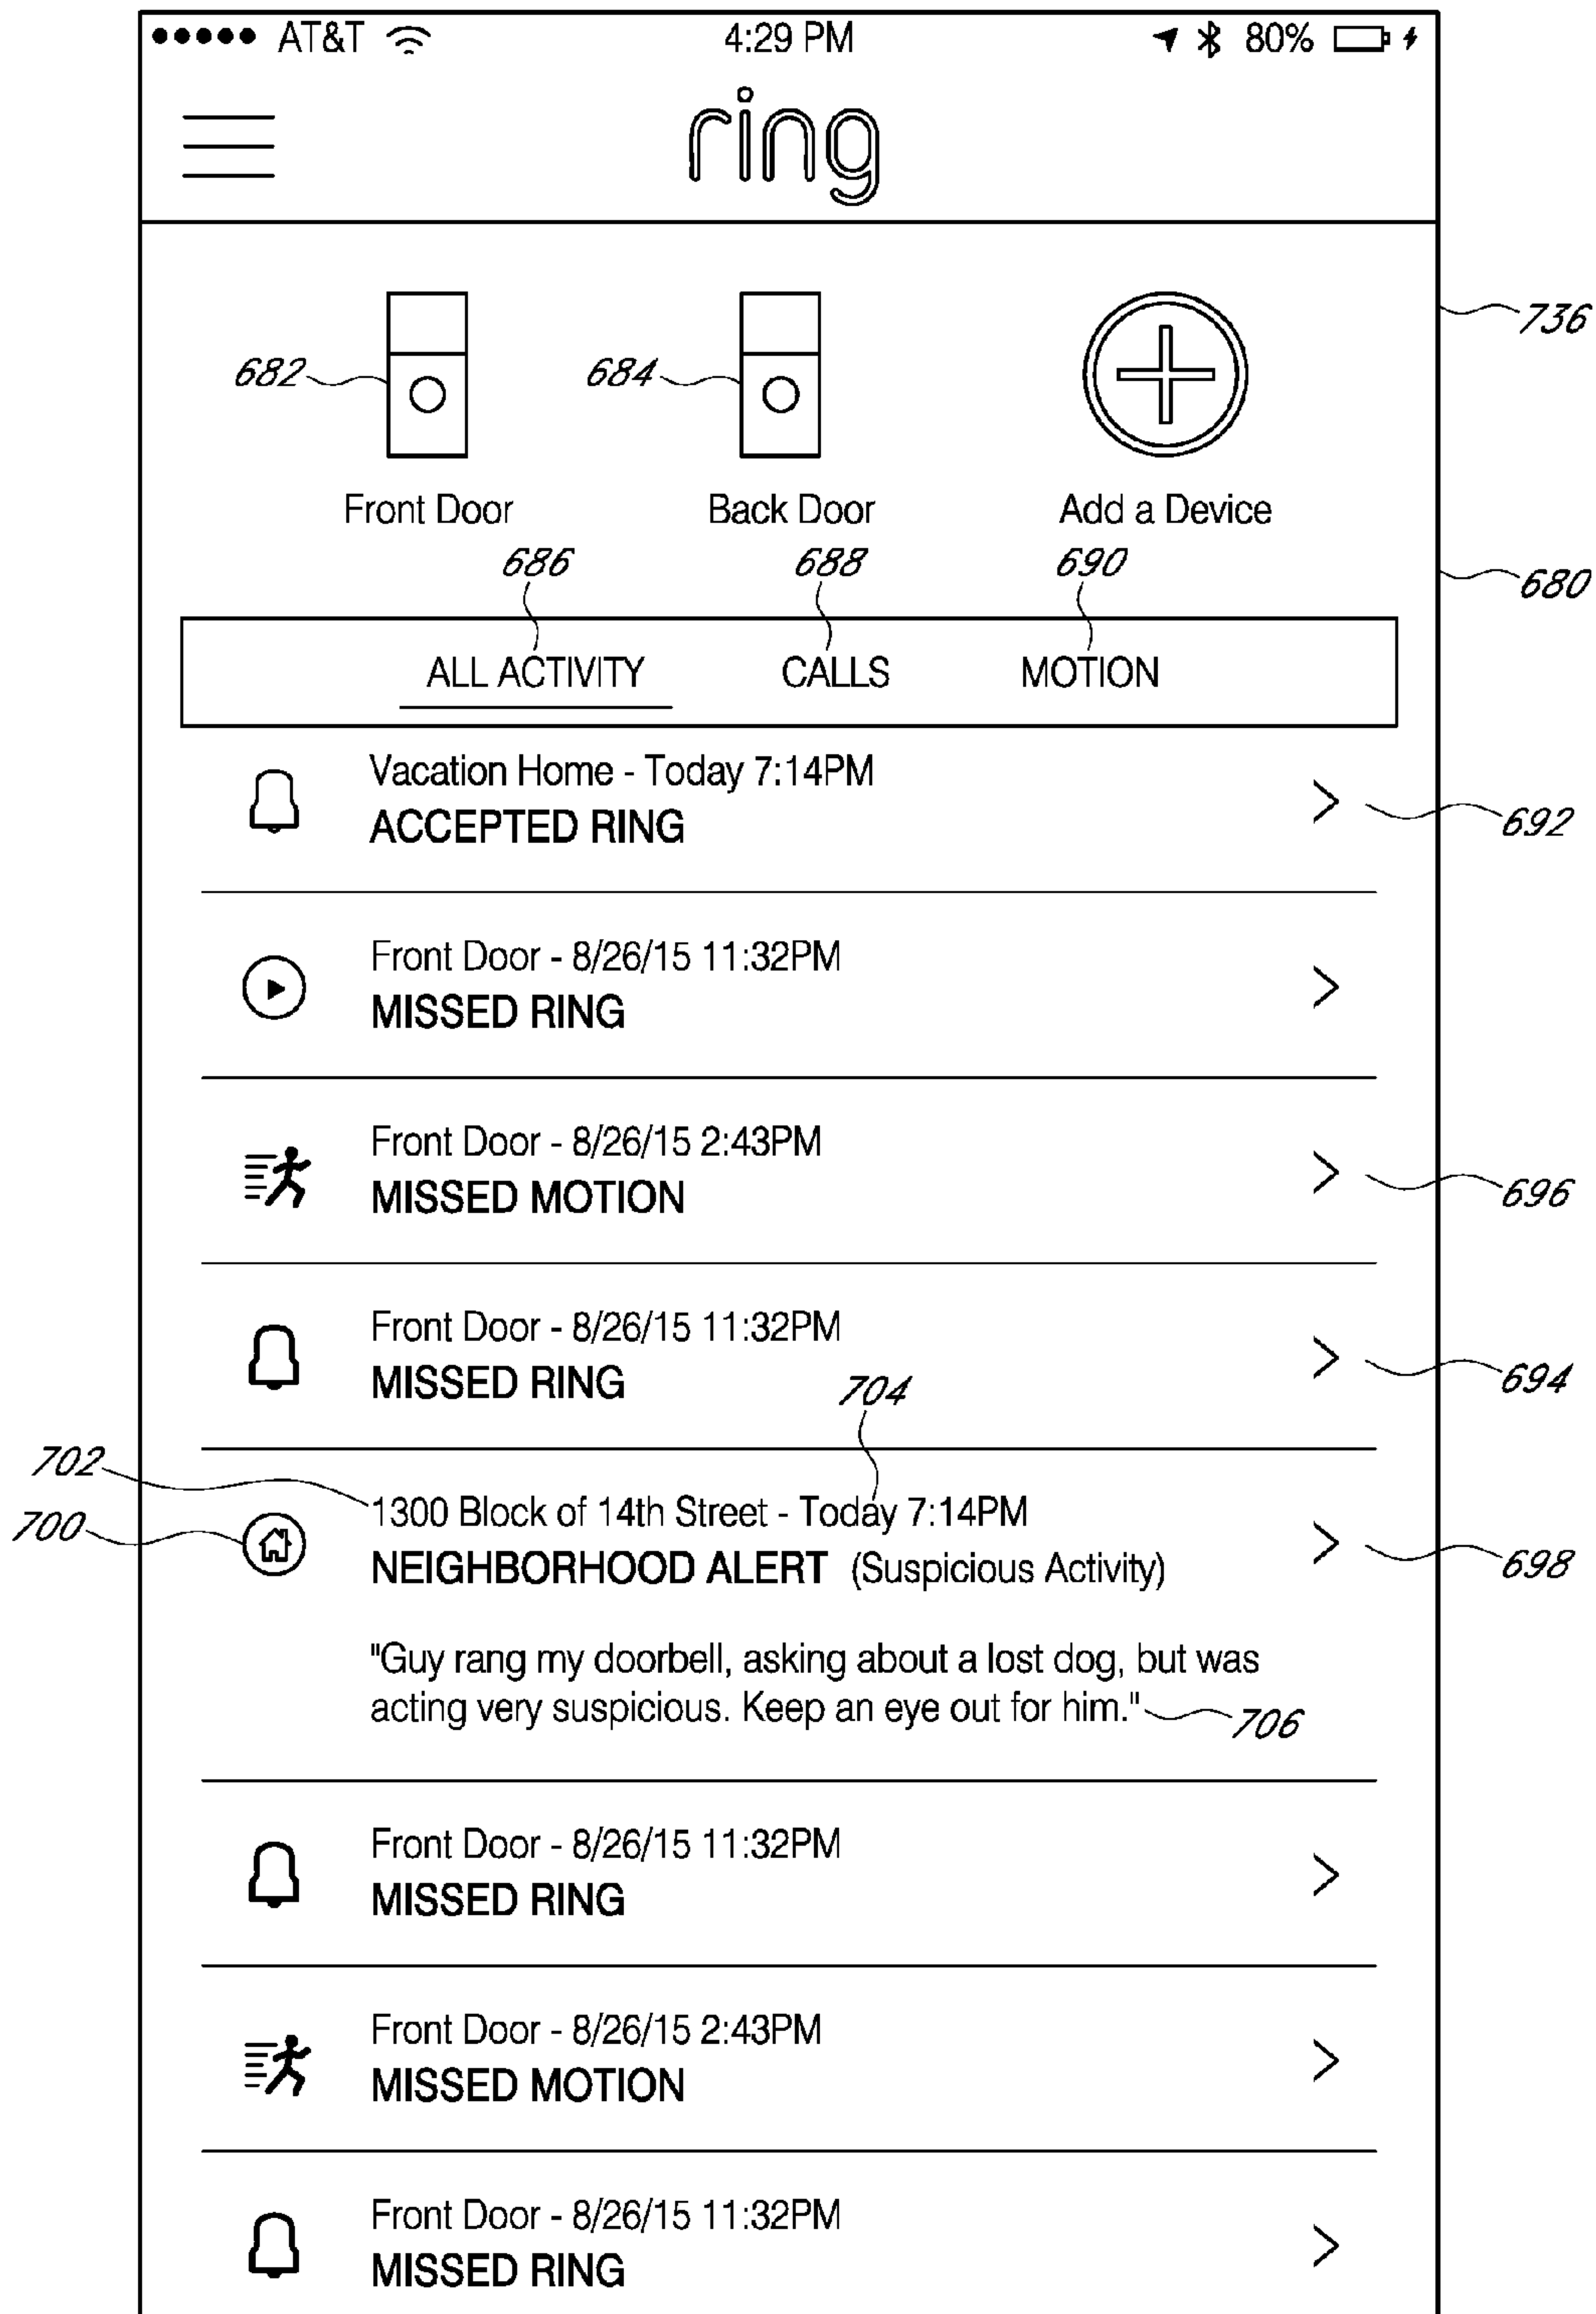 AT&T 4:29 PM 80%
ring
736
682 684
Front Door Back Door Add a Device
686 688 690
680
ALL ACTIVITY CALLS MOTION
Vacation Home - Today 7:14PM
ACCEPTED RING
692
Front Door - 8/26/15 11:32PM
MISSED RING
Front Door - 8/26/15 2:43PM
MISSED MOTION
696
Front Door - 8/26/15 11:32PM
MISSED RING
704
694
702
1300 Block of 14th Street - Today 7:14PM
700
NEIGHBORHOOD ALERT (Suspicious Activity)
698
"Guy rang my doorbell, asking about a lost dog, but was
acting very suspicious. Keep an eye out for him."
706
Front Door - 8/26/15 11:32PM
MISSED RING
Front Door - 8/26/15 2:43PM
MISSED MOTION
Front Door - 8/26/15 11:32PM
MISSED RING